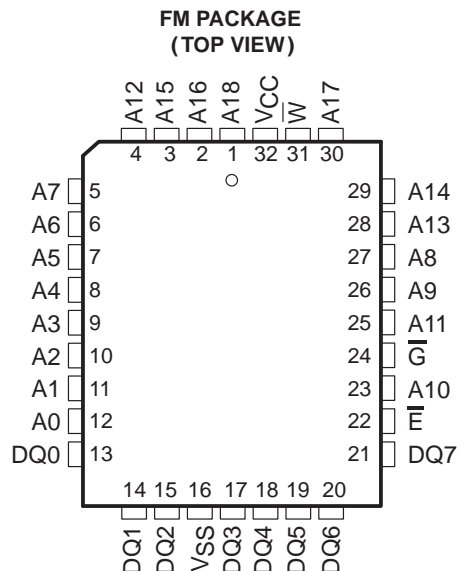 FM PACKAGE
(TOP VIEW)
A12 A15 A16 A18 VCC W̅ A17
4 3 2 1 32 31 30
A7 5 29 A14
A6 6 28 A13
A5 7 27 A8
A4 8 26 A9
A3 9 25 A11
A2 10 24 G̅
A1 11 23 A10
A0 12 22 E̅
DQ0 13 21 DQ7
14 15 16 17 18 19 20
DQ1 DQ2 VSS DQ3 DQ4 DQ5 DQ6